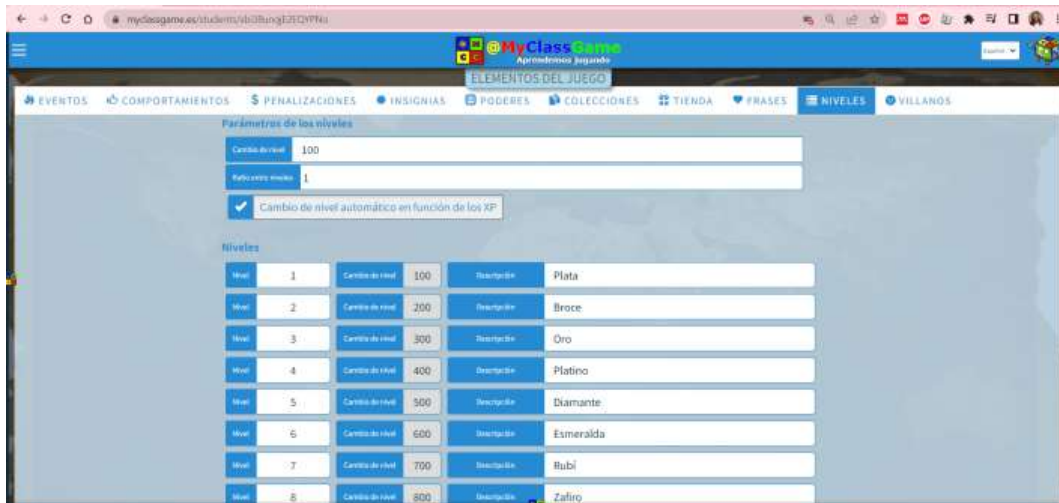 myclassgame.es/students/
@MyClassGame
Aprendemos jugando
Español
ELEMENTOS DEL JUEGO
EVENTOS COMPORTAMIENTOS $ PENALIZACIONES INSIGNIAS PODERES COLECCIONES TIENDA FRASES NIVELES VILLANOS
Parámetros de los niveles
Cambio de nivel 100
Ratio entre niveles 1
Cambio de nivel automático en función de los XP
Niveles
Nivel 1 Cambio de nivel 100 Descripción Plata
Nivel 2 Cambio de nivel 200 Descripción Broce
Nivel 3 Cambio de nivel 300 Descripción Oro
Nivel 4 Cambio de nivel 400 Descripción Platino
Nivel 5 Cambio de nivel 500 Descripción Diamante
Nivel 6 Cambio de nivel 600 Descripción Esmeralda
Nivel 7 Cambio de nivel 700 Descripción Rubí
Nivel 8 Cambio de nivel 800 Descripción Zafiro